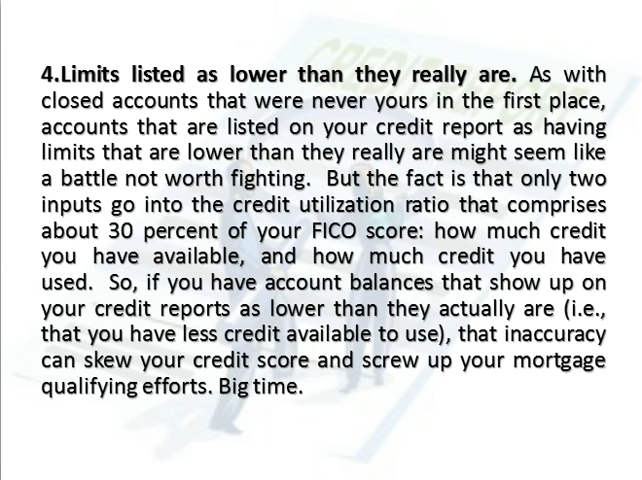 4.Limits listed as lower than they really are. As with
closed accounts that were never yours in the first place,
accounts that are listed on your credit report as having
limits that are lower than they really are might seem like
a battle not worth fighting.  But the fact is that only two
inputs go into the credit utilization ratio that comprises
about 30 percent of your FICO score: how much credit
you have available, and how much credit you have
used.  So, if you have account balances that show up on
your credit reports as lower than they actually are (i.e.,
that you have less credit available to use), that inaccuracy
can skew your credit score and screw up your mortgage
qualifying efforts. Big time.
CREDIT REPORT